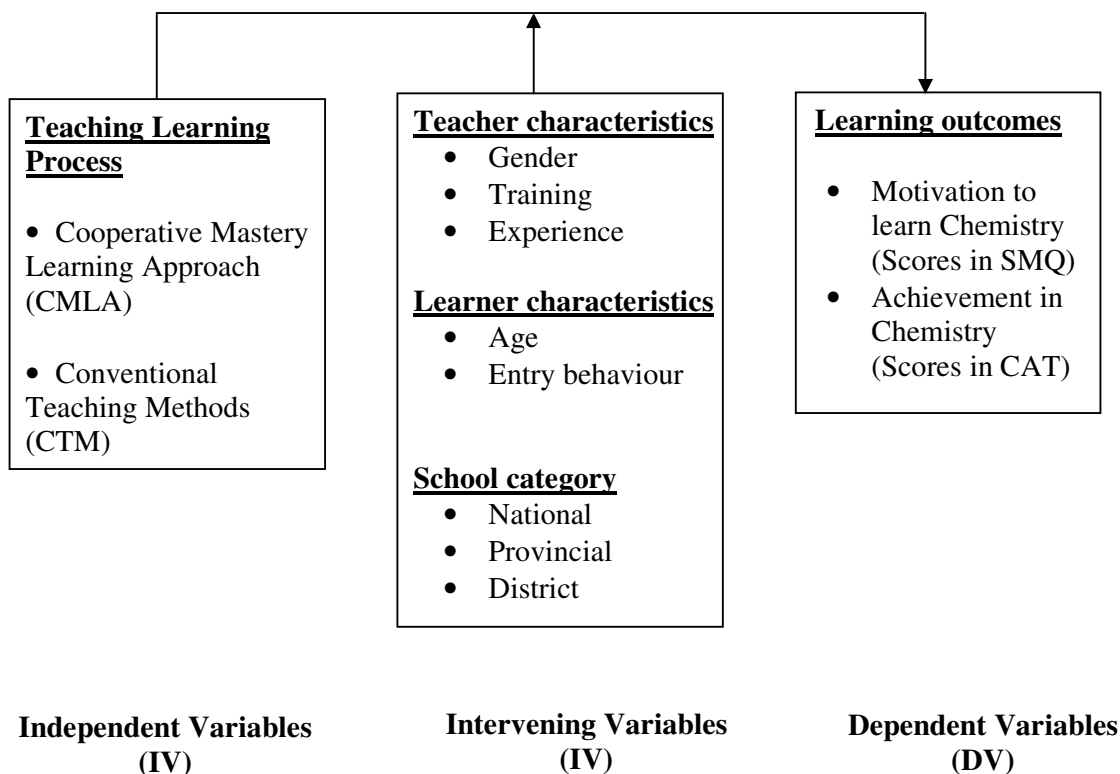 Teaching Learning
Process
• Cooperative Mastery
Learning Approach
(CMLA)
• Conventional
Teaching Methods
(CTM)
Teacher characteristics
• Gender
• Training
• Experience
Learner characteristics
• Age
• Entry behaviour
School category
• National
• Provincial
• District
Learning outcomes
• Motivation to
learn Chemistry
(Scores in SMQ)
• Achievement in
Chemistry
(Scores in CAT)
Independent Variables
(IV)
Intervening Variables
(IV)
Dependent Variables
(DV)